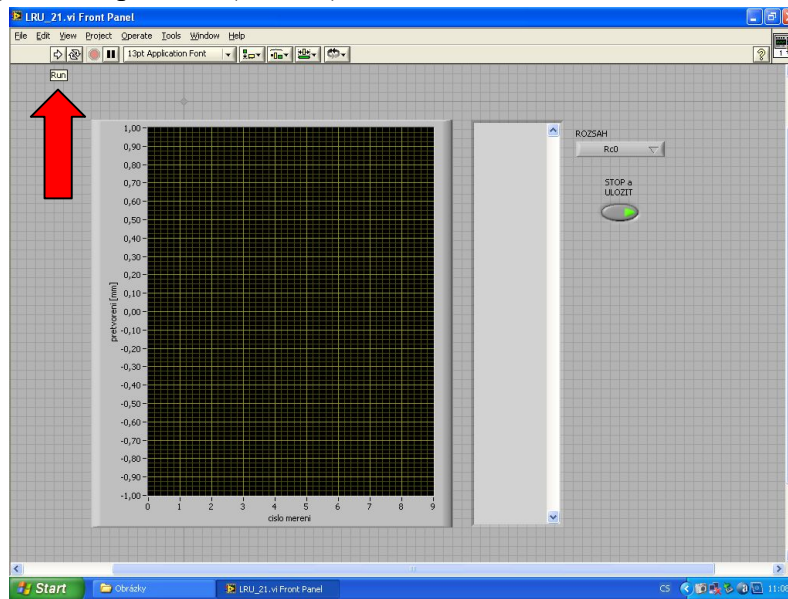 LRU_21.vi Front Panel
File Edit View Project Operate Tools Window Help
13pt Application Font
?
Run
ROZSAH
Rc0
STOP a
ULOZIT
pretvoreni [mm]
1,00
0,90
0,80
0,70
0,60
0,50
0,40
0,30
0,20
0,10
0,00
-0,10
-0,20
-0,30
-0,40
-0,50
-0,60
-0,70
-0,80
-0,90
-1,00
0 1 2 3 4 5 6 7 8 9
cislo mereni
Start Obrázky LRU_21.vi Front Panel CS